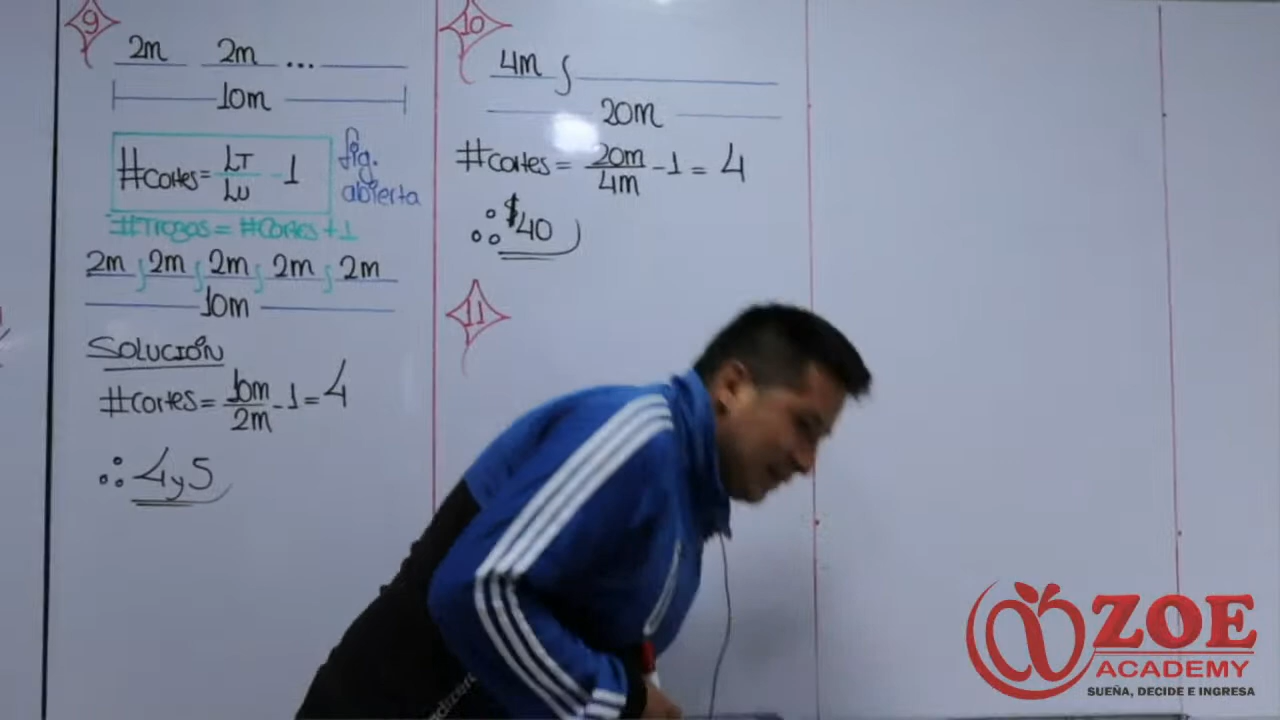 9
2m 2m ...
10m
#Cortes = LT/Lu - 1
fig. abierta
#Trozos = #Cortes + 1
2m 2m 2m 2m 2m
10m
SOLUCIÓN
#Cortes = 10m/2m - 1 = 4
∴ 4 y 5
10
4m
20m
#Cortes = 20m/4m - 1 = 4
∴ $40
11
ZOE
ACADEMY
SUEÑA, DECIDE E INGRESA